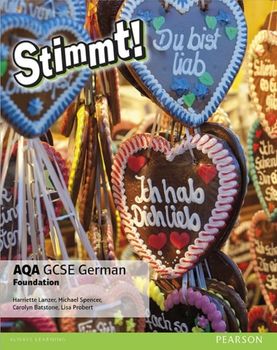 Stimmt!
Du bist
liab
Ich hab
Dich lieb
AQA GCSE German
Foundation
Harriette Lanzer, Michael Spencer,
Carolyn Batstone, Lisa Probert
ALWAYS LEARNING
PEARSON